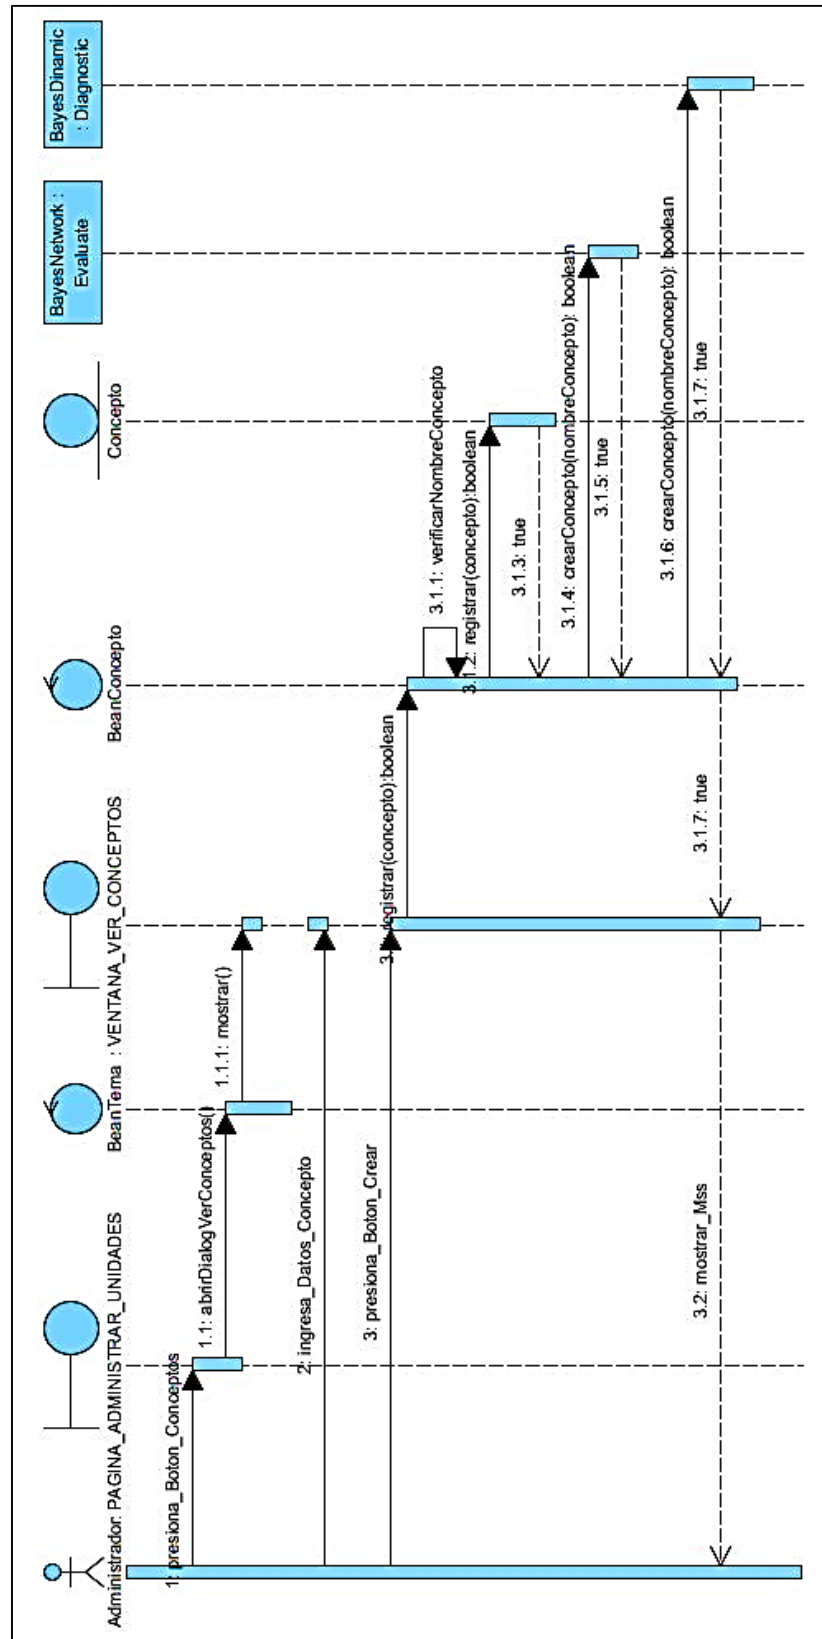 Administrador
: PAGINA_ADMINISTRAR_UNIDADES
BeanTema
: VENTANA_VER_CONCEPTOS
BeanConcepto
Concepto
BayesNetwork :
Evaluate
BayesDinamic
: Diagnostic
1: presiona_Boton_Conceptos
1.1: abrirDialogVerConceptos()
1.1.1: mostrar()
2: ingresa_Datos_Concepto
3: presiona_Boton_Crear
registrar(concepto):boolean
3.1.1: verificarNombreConcepto
3.1.2: registrar(concepto):boolean
3.1.3: true
3.1.4: crearConcepto(nombreConcepto): boolean
3.1.5: true
3.1.6: crearConcepto(nombreConcepto): boolean
3.1.7: true
3.1.7: true
3.2: mostrar_Mss